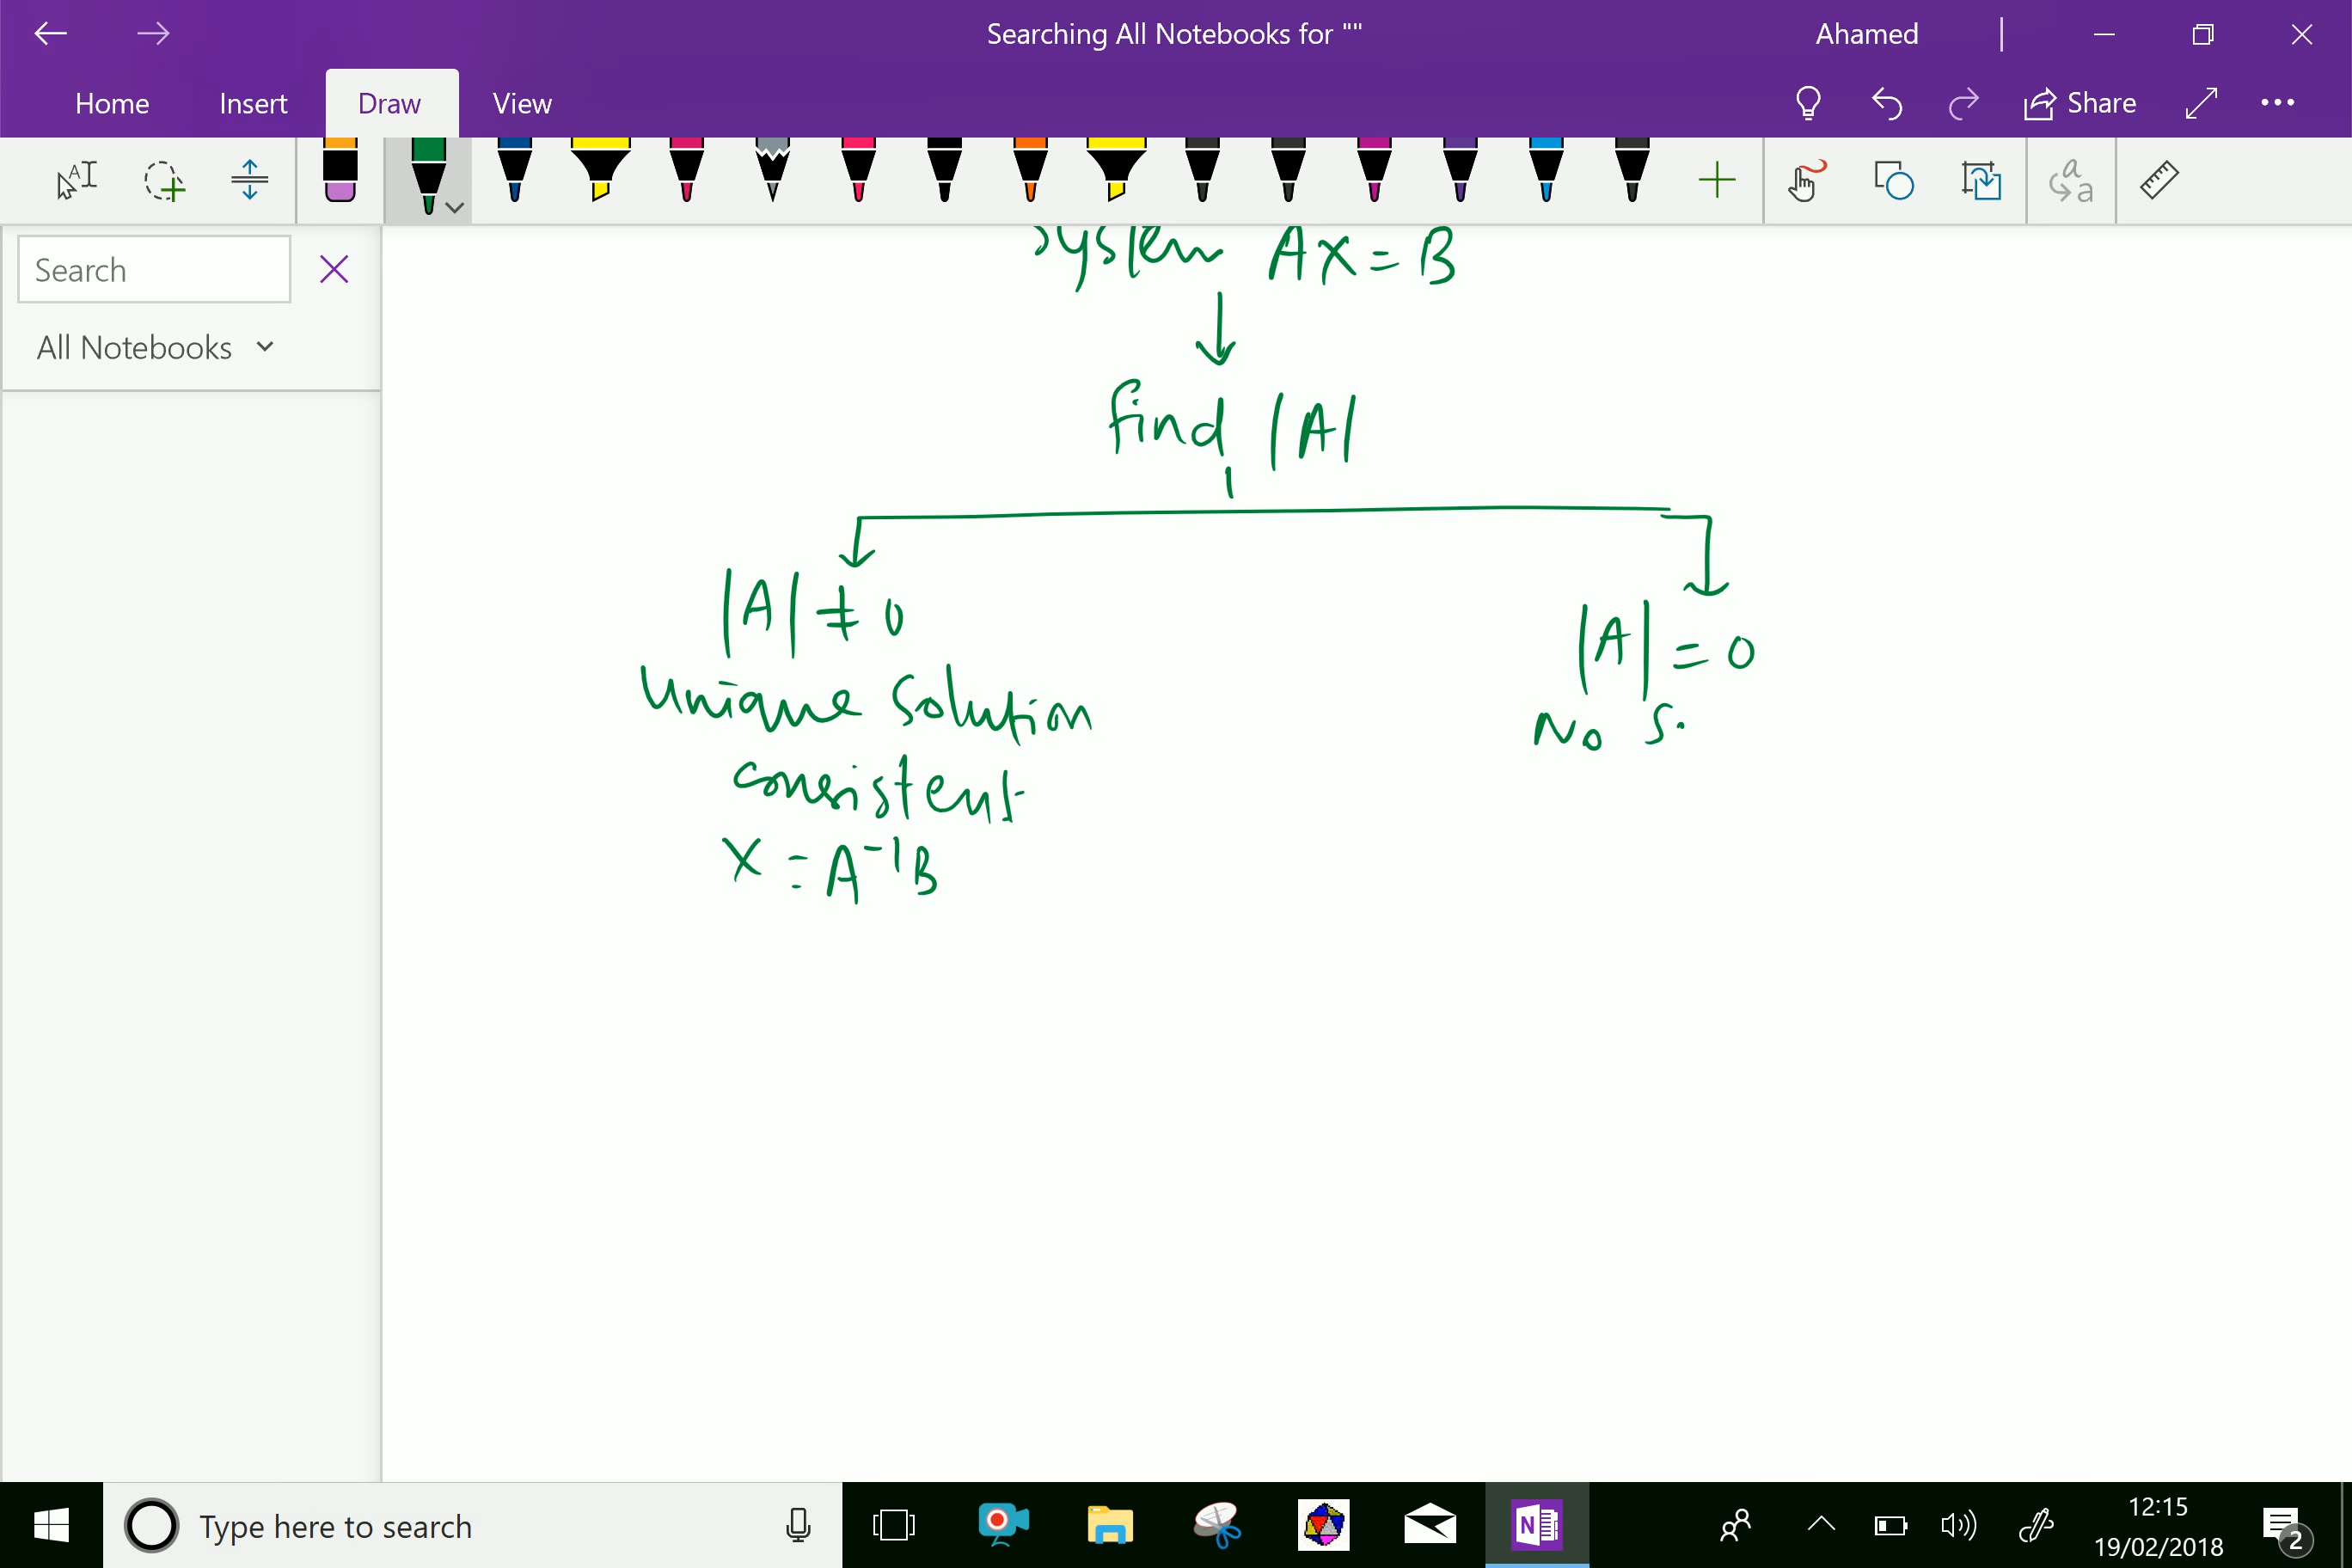 Searching All Notebooks for ""
Ahamed
Home Insert Draw View
Share
Search
All Notebooks
System AX = B
find |A|
|A| ≠ 0
|A| = 0
Unique Solution
No S
consistent
X = A⁻¹B
Type here to search
12:15
19/02/2018
2